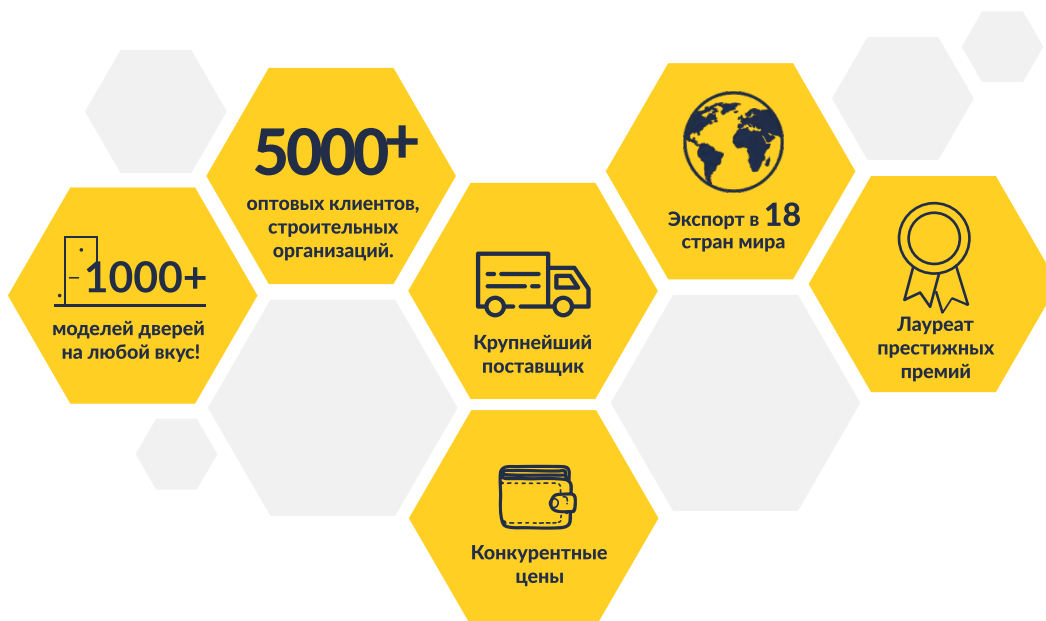 5000+
оптовых клиентов,
строительных
организаций.
Экспорт в 18
стран мира
1000+
моделей дверей
на любой вкус!
Крупнейший
поставщик
Лауреат
престижных
премий
Конкурентные
цены